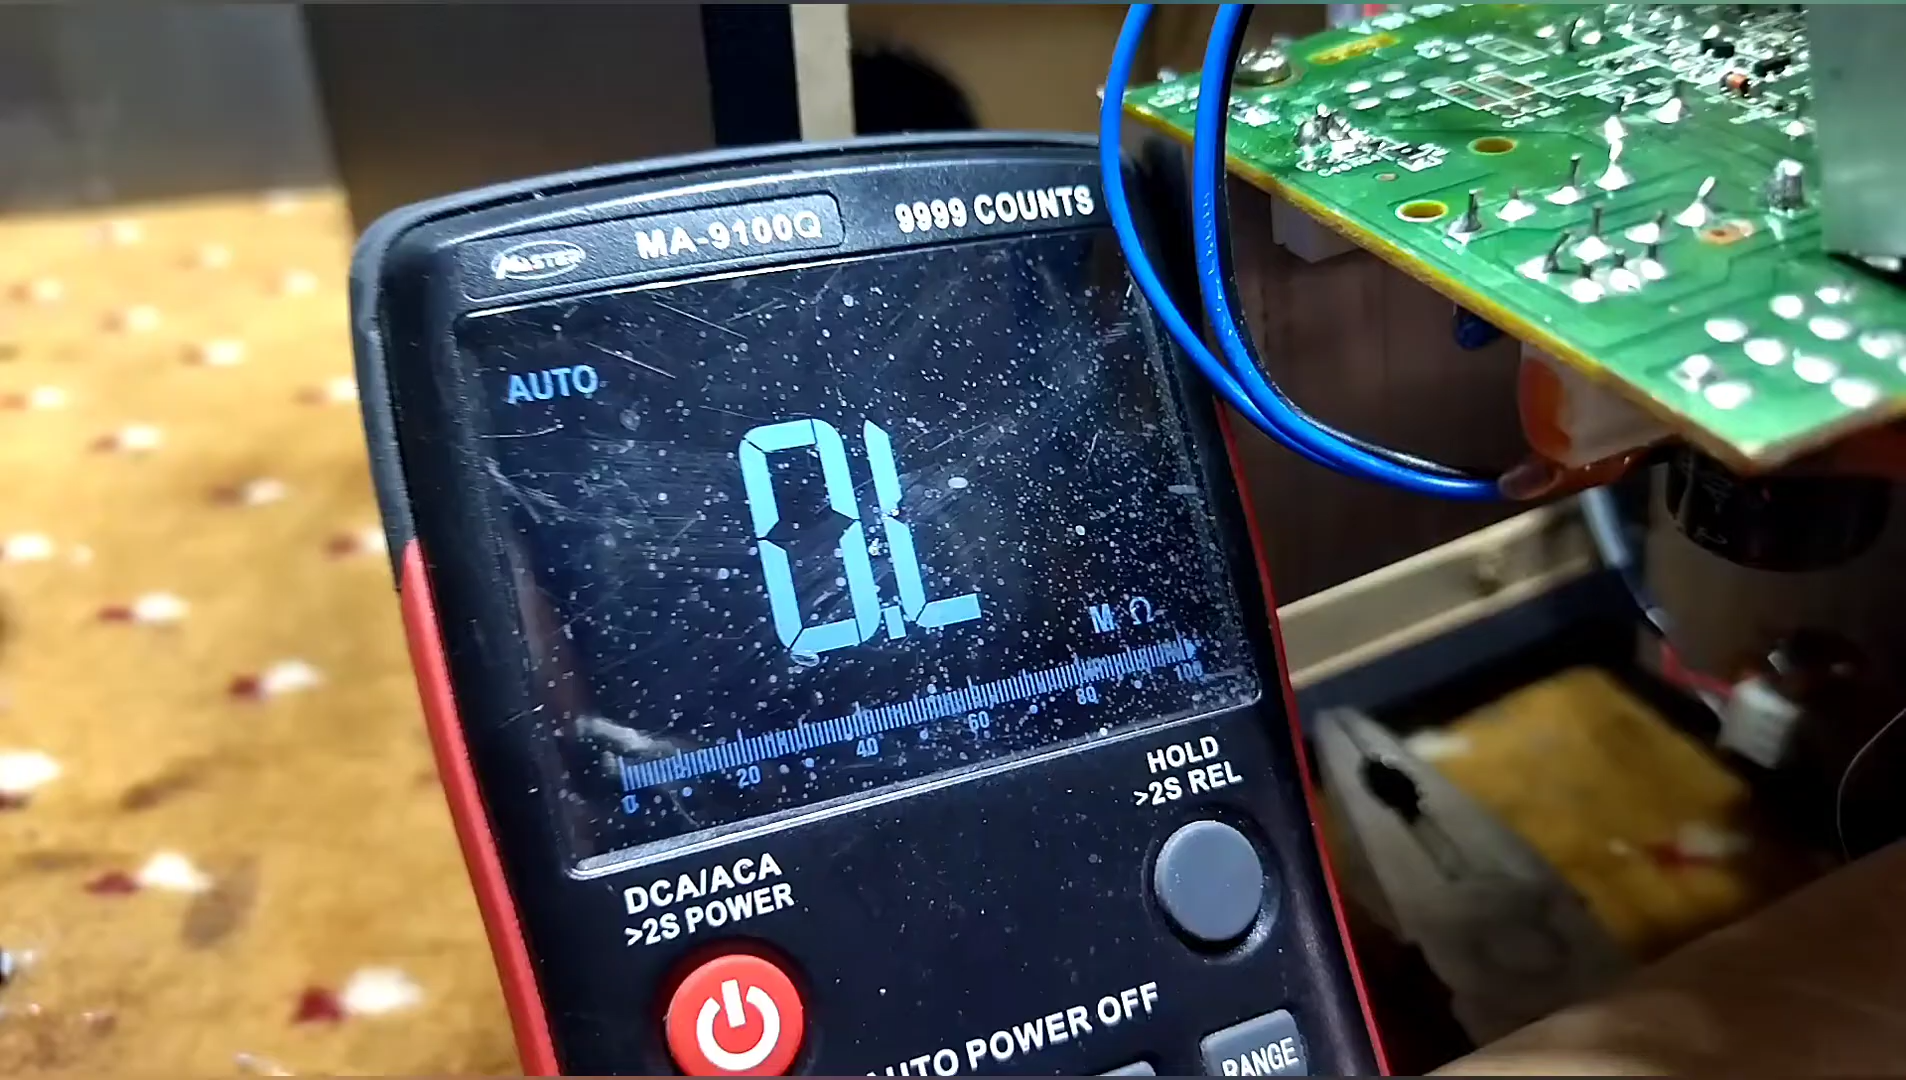 MASTER
MA-9100Q
9999 COUNTS
AUTO
0.L
M Ω
0 20 40 60 80 100
HOLD
>2S REL
DCA/ACA
>2S POWER
AUTO POWER OFF
RANGE